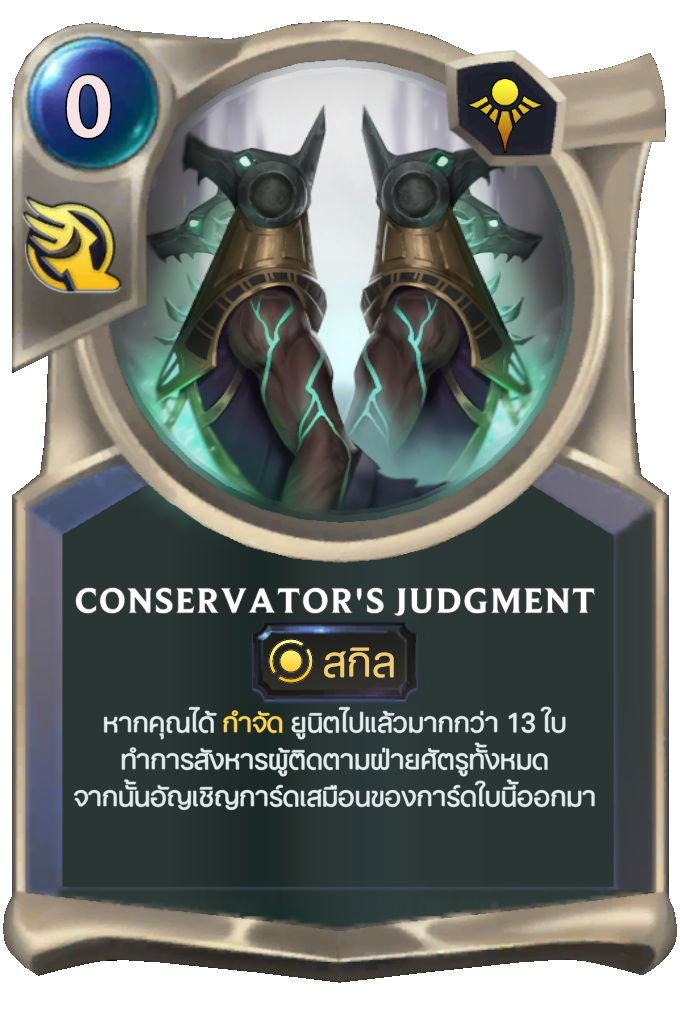 0
CONSERVATOR'S JUDGMENT
สกิล
หากคุณได้ กำจัด ยูนิตไปแล้วมากกว่า 13 ใบ
ทำการสังหารผู้ติดตามฝ่ายศัตรูทั้งหมด
จากนั้นอัญเชิญการ์ดเสมือนของการ์ดใบนี้ออกมา